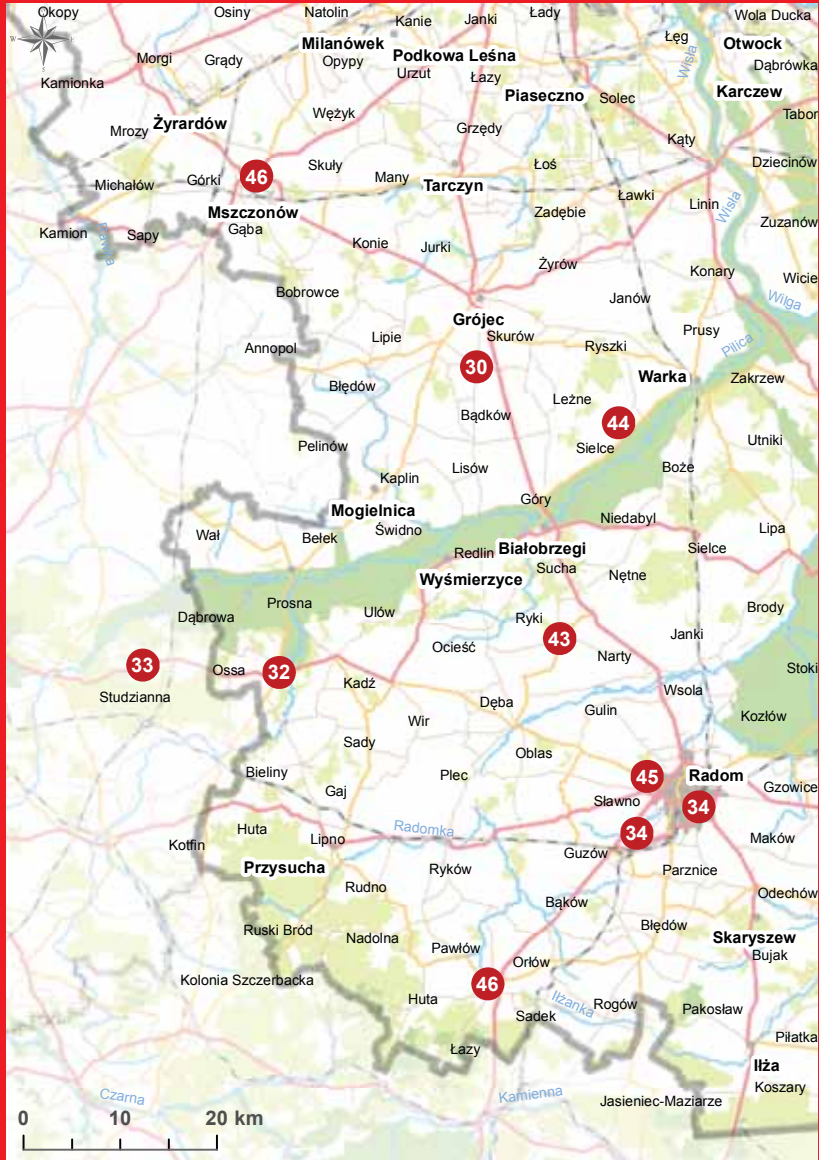 Okopy
Osiny
Natolin
Kanie
Janki
Łady
Wola Ducka
Łęg
Milanówek
Otwock
Podkowa Leśna
Morgi
Grądy
Opypy
Wisła
Dąbrówka
Urzut
Łazy
Kamionka
Karczew
Piaseczno
Solec
Wężyk
Tabor
Żyrardów
Grzędy
Mrozy
Kąty
Skuły
Łoś
Dziecinów
46
Many
Michałów
Górki
Tarczyn
Ławki
Linin
Mszczonów
Zadębie
Wisła
Gąba
Zuzanów
Kamion
Sapy
Rawka
Konie
Jurki
Żyrów
Konary
Wicie
Bobrowce
Janów
Wilga
Grójec
Prusy
Lipie
Skurów
Annopol
Ryszki
Pilica
30
Warka
Zakrzew
Błędów
Leżne
Bądków
44
Utniki
Pelinów
Sielce
Lisów
Boże
Kaplin
Góry
Mogielnica
Niedabyl
Świdno
Lipa
Wał
Bełek
Redlin
Białobrzegi
Sielce
Sucha
Wyśmierzyce
Nętne
Prosna
Ulów
Brody
Dąbrowa
Ryki
Janki
43
Ocieść
Narty
33
Ossa
32
Stoki
Kadź
Wsola
Studzianna
Dęba
Gulin
Kozłów
Wir
Sady
Oblas
Bieliny
Plec
45
Radom
Gaj
Gzowice
Sławno
34
Huta
Radomka
34
Lipno
Maków
Kotfin
Guzów
Przysucha
Ryków
Parznice
Rudno
Odechów
Bąków
Błędów
Ruski Bród
Nadolna
Skaryszew
Pawłów
Bujak
Orłów
Kolonia Szczerbacka
46
Huta
Iłżanka
Rogów
Pakosław
Sadek
Piłatka
Łazy
Iłża
Koszary
Czarna
Kamienna
Jasieniec-Maziarze
0 10 20 km